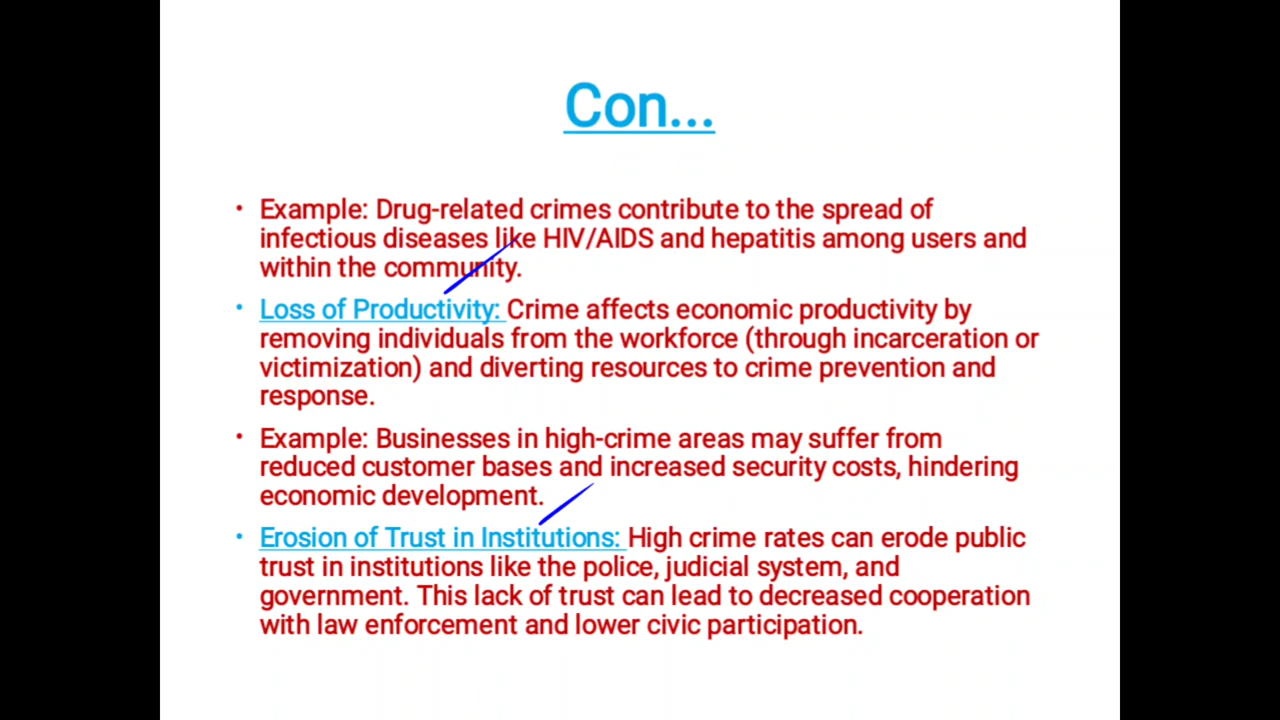 Con...
• Example: Drug-related crimes contribute to the spread of
infectious diseases like HIV/AIDS and hepatitis among users and
within the community.
• Loss of Productivity: Crime affects economic productivity by
removing individuals from the workforce (through incarceration or
victimization) and diverting resources to crime prevention and
response.
• Example: Businesses in high-crime areas may suffer from
reduced customer bases and increased security costs, hindering
economic development.
• Erosion of Trust in Institutions: High crime rates can erode public
trust in institutions like the police, judicial system, and
government. This lack of trust can lead to decreased cooperation
with law enforcement and lower civic participation.